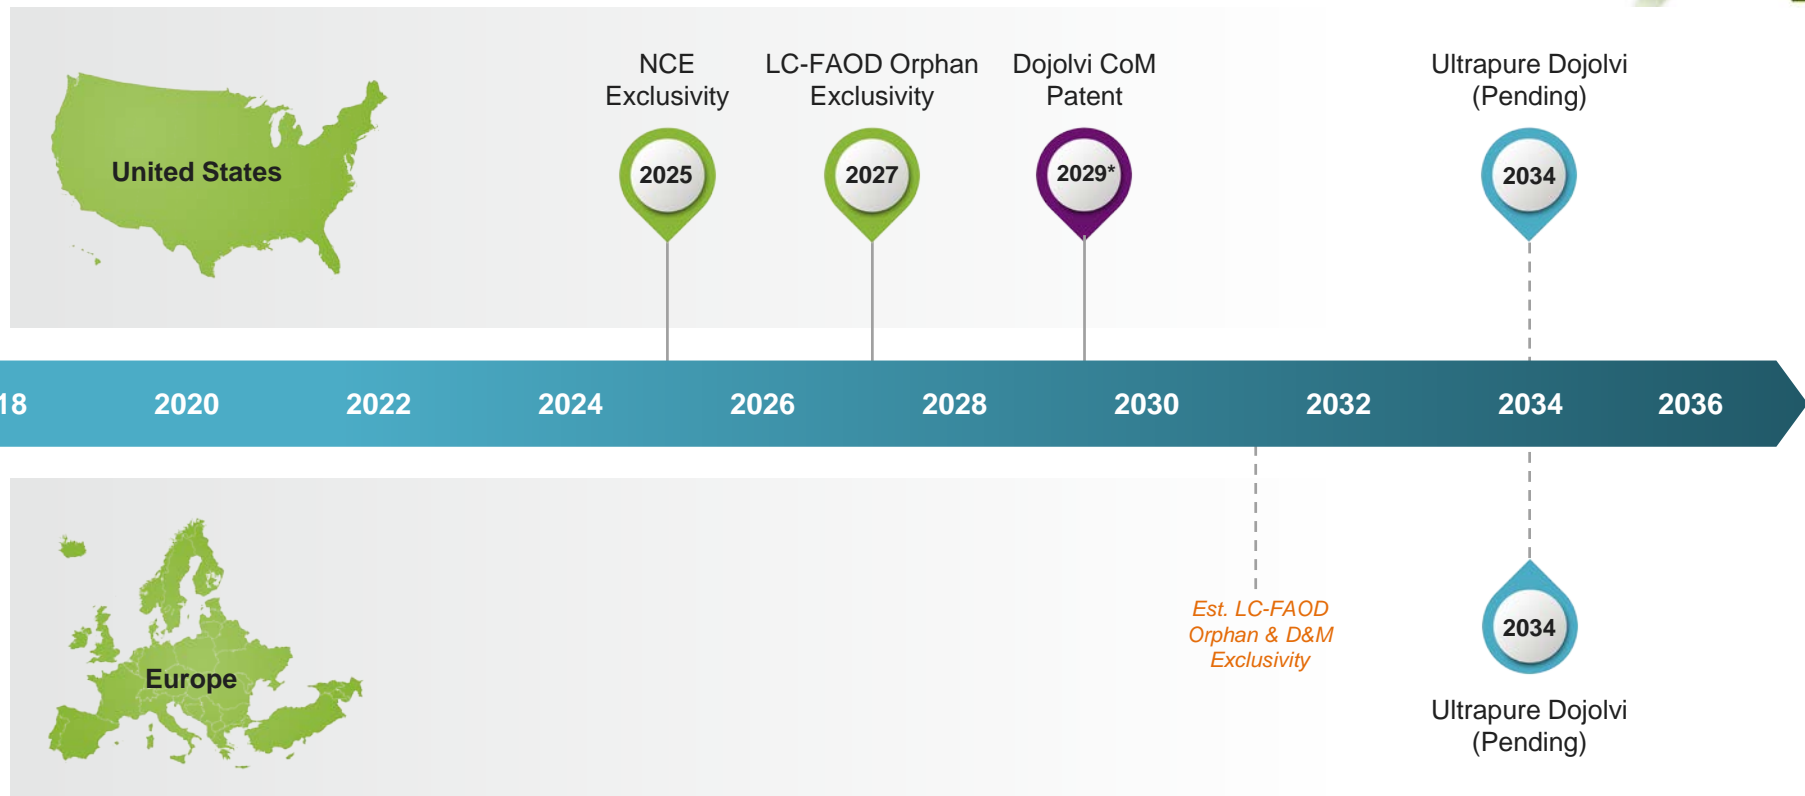 NCE
Exclusivity
LC-FAOD Orphan
Exclusivity
Dojolvi CoM
Patent
Ultrapure Dojolvi
(Pending)
United States
2025
2027
2029*
2034
18
2020
2022
2024
2026
2028
2030
2032
2034
2036
Est. LC-FAOD
Orphan & D&M
Exclusivity
2034
Europe
Ultrapure Dojolvi
(Pending)